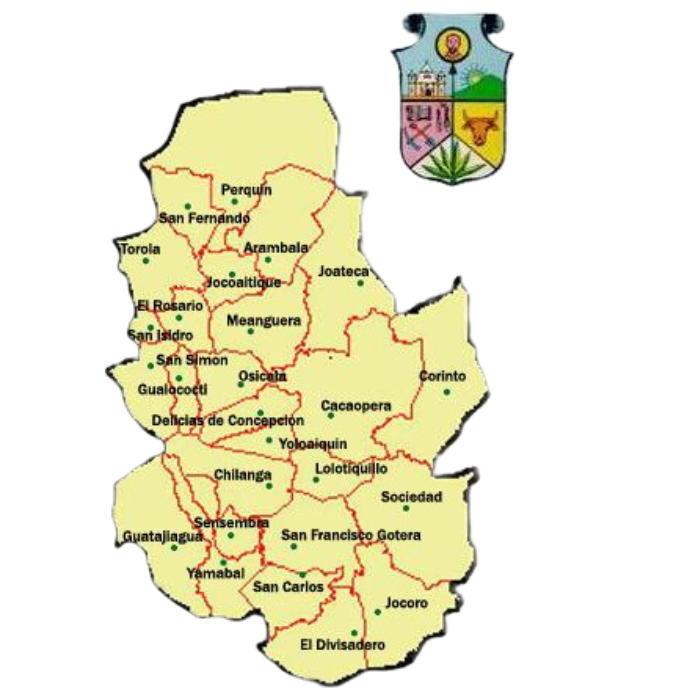 Perquin
San Fernando
Torola
Arambala
Joateca
Jocoaitique
El Rosario
Meanguera
San Isidro
San Simon
Osicala
Corinto
Gualococti
Cacaopera
Delicias de Concepción
Yoloaiquin
Chilanga
Lolotiquillo
Sociedad
Sensembra
Guatajiagua
San Francisco Gotera
Yamabal
San Carlos
Jocoro
El Divisadero